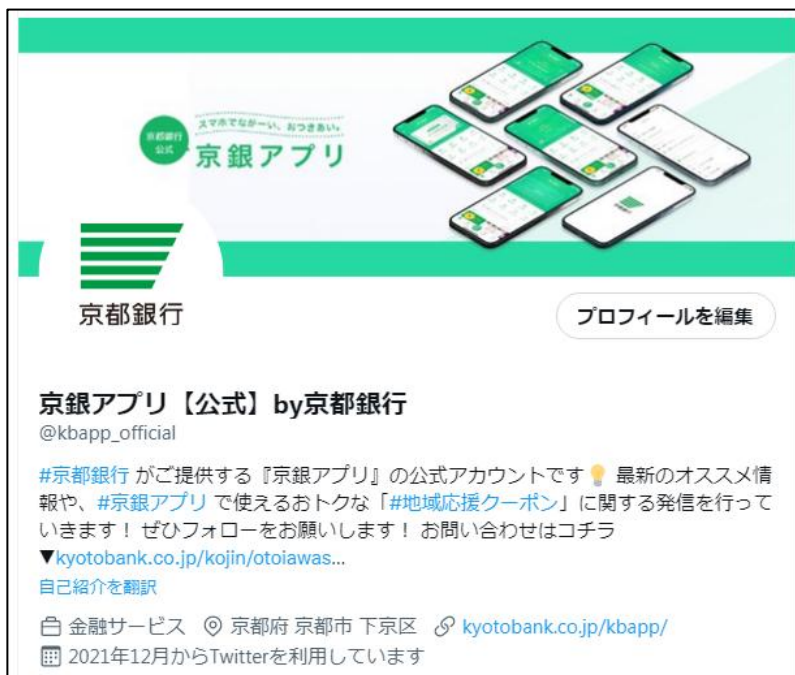 京都銀行
公式
スマホでながーい、おつきあい。
京銀アプリ
京都銀行
京都銀行
プロフィールを編集
京銀アプリ【公式】by京都銀行
@kbapp_official
#京都銀行 がご提供する『京銀アプリ』の公式アカウントです💡 最新のオススメ情
報や、#京銀アプリ で使えるおトクな「#地域応援クーポン」に関する発信を行って
いきます！ ぜひフォローをお願いします！ お問い合わせはコチラ
▼kyotobank.co.jp/kojin/otoiawas...
自己紹介を翻訳
金融サービス 京都府 京都市 下京区 kyotobank.co.jp/kbapp/
2021年12月からTwitterを利用しています